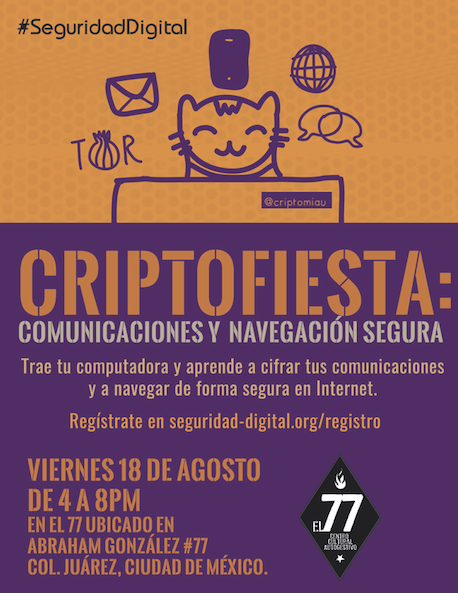 #SeguridadDigital
TOR
@criptomiau
CRIPTOFIESTA:
COMUNICACIONES Y NAVEGACIÓN SEGURA
Trae tu computadora y aprende a cifrar tus comunicaciones
y a navegar de forma segura en Internet.
Regístrate en seguridad-digital.org/registro
VIERNES 18 DE AGOSTO
DE 4 A 8PM
EN EL 77 UBICADO EN
ABRAHAM GONZÁLEZ #77
COL. JUÁREZ, CIUDAD DE MÉXICO.
EL 77
CENTRO
CULTURAL
AUTOGESTIVO